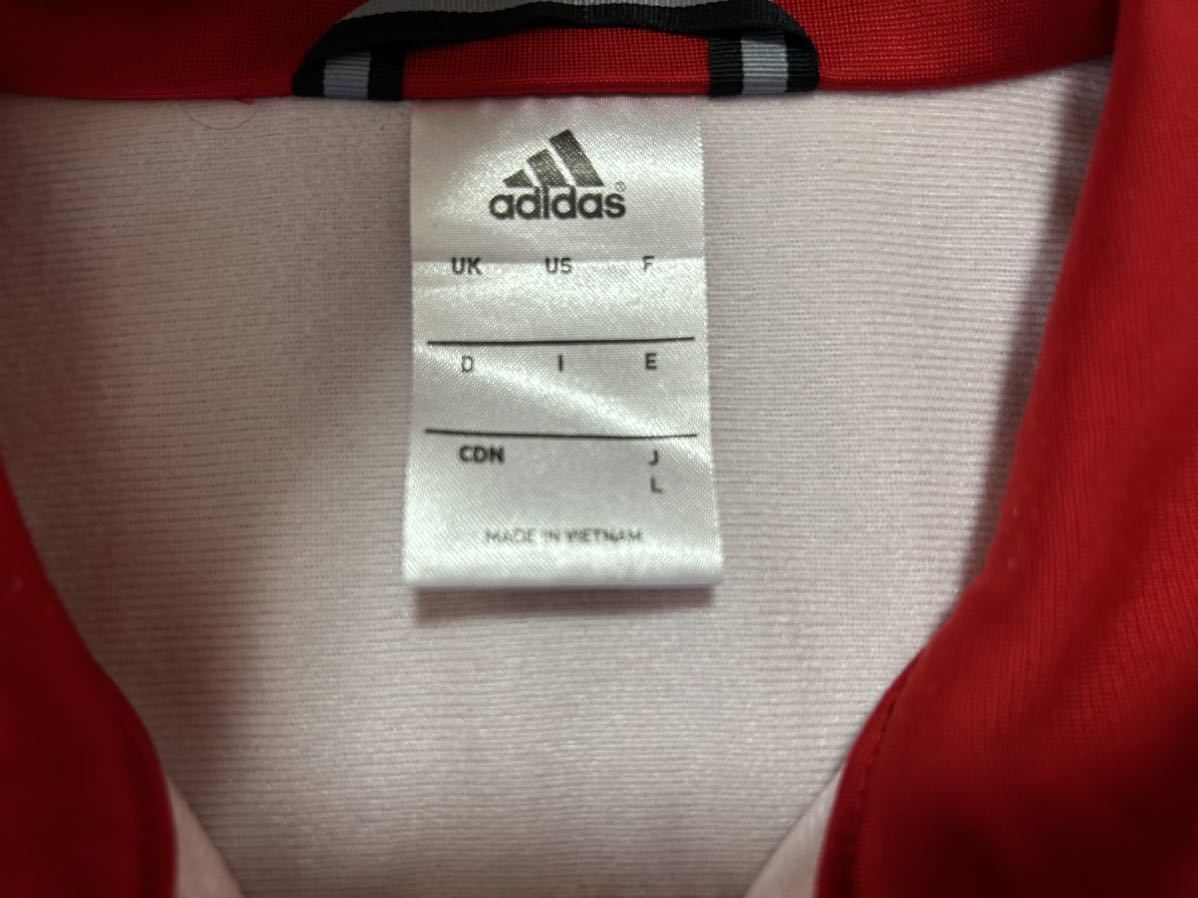 adidas®
UK US F
D I E
CDN J
L
MADE IN VIETNAM